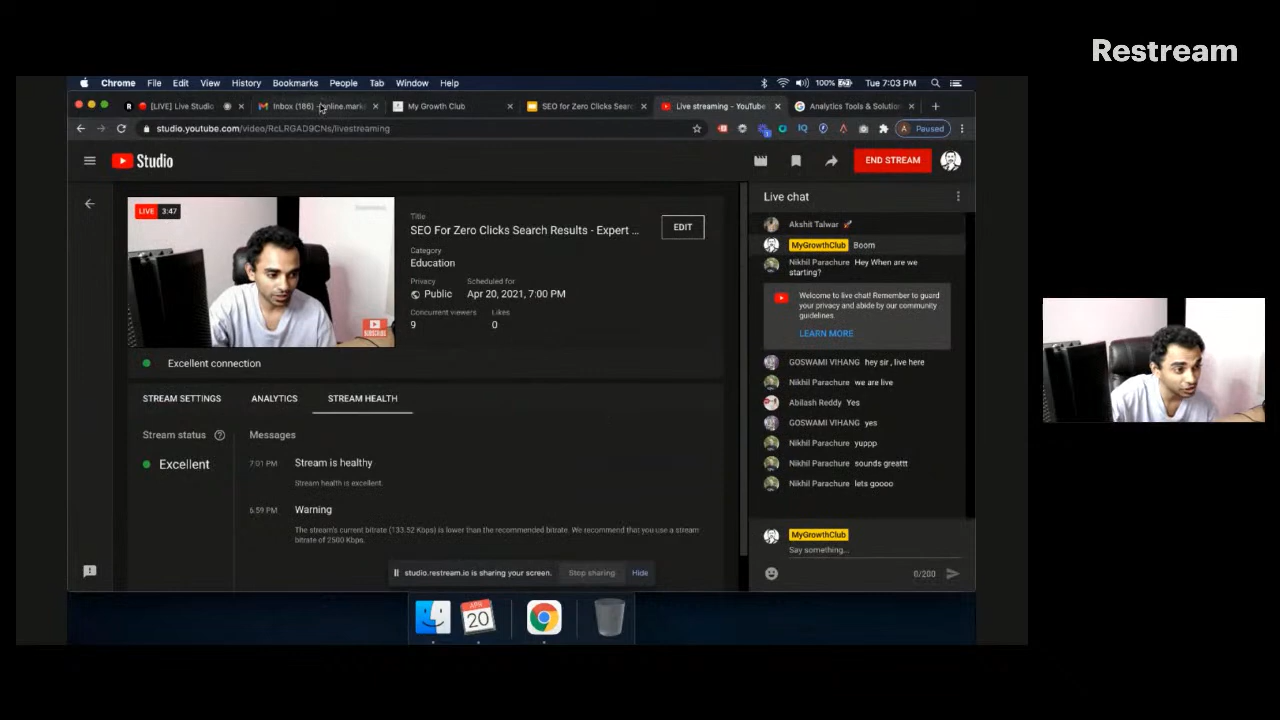 Restream
Chrome File Edit View History Bookmarks People Tab Window Help 100% Tue 7:03 PM
[LIVE] Live Studio Inbox (186) My Growth Club SEO for Zero Clicks Searc Live streaming - YouTube Analytics Tools & Solution
studio.youtube.com/video/RcLRGAD9CNs/livestreaming Paused
Studio END STREAM
LIVE 3:47
SUBSCRIBE
Title
SEO For Zero Clicks Search Results - Expert ...
EDIT
Category
Education
Privacy Scheduled for
Public Apr 20, 2021, 7:00 PM
Concurrent viewers Likes
9 0
Excellent connection
STREAM SETTINGS ANALYTICS STREAM HEALTH
Stream status
Excellent
Messages
7:01 PM Stream is healthy
Stream health is excellent.
6:59 PM Warning
The stream's current bitrate (133.52 Kbps) is lower than the recommended bitrate. We recommend that you use a stream
bitrate of 2500 Kbps.
Live chat
Akshit Talwar 🚀
MyGrowthClub Boom
Nikhil Parachure Hey When are we
starting?
Welcome to live chat! Remember to guard
your privacy and abide by our community
guidelines.
LEARN MORE
GOSWAMI VIHANG hey sir , live here
Nikhil Parachure we are live
Abilash Reddy Yes
GOSWAMI VIHANG yes
Nikhil Parachure yuppp
Nikhil Parachure sounds greattt
Nikhil Parachure lets goooo
MyGrowthClub
Say something...
0/200
studio.restream.io is sharing your screen. Stop sharing Hide
APR
20